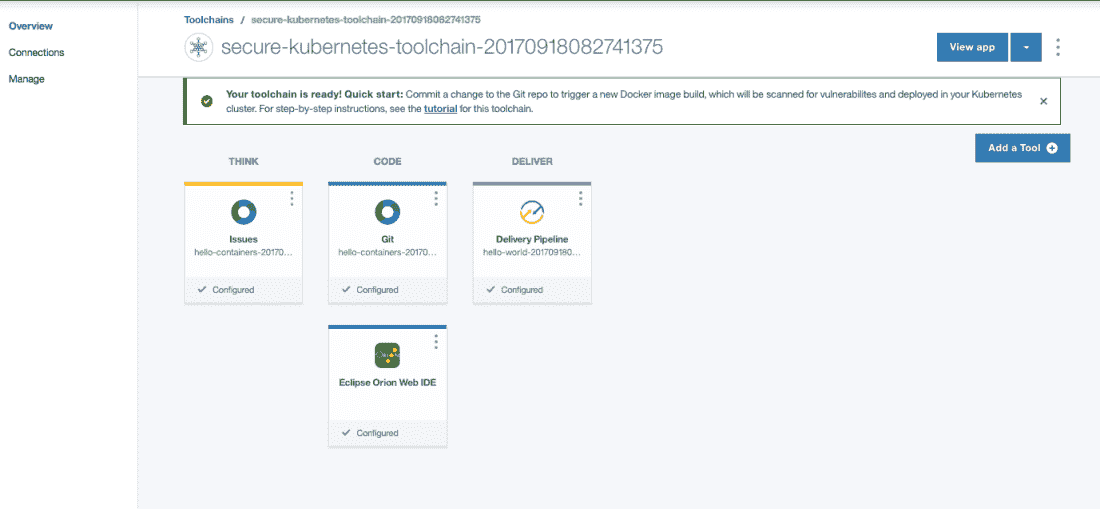 Overview
Connections
Manage
Toolchains / secure-kubernetes-toolchain-20170918082741375
secure-kubernetes-toolchain-20170918082741375
View app
Your toolchain is ready! Quick start: Commit a change to the Git repo to trigger a new Docker image build, which will be scanned for vulnerabilites and deployed in your Kubernetes
cluster. For step-by-step instructions, see the tutorial for this toolchain.
Add a Tool
THINK
CODE
DELIVER
Issues
hello-containers-20170...
Configured
Git
hello-containers-20170...
Configured
Delivery Pipeline
hello-world-201709180...
Configured
Eclipse Orion Web IDE
Configured